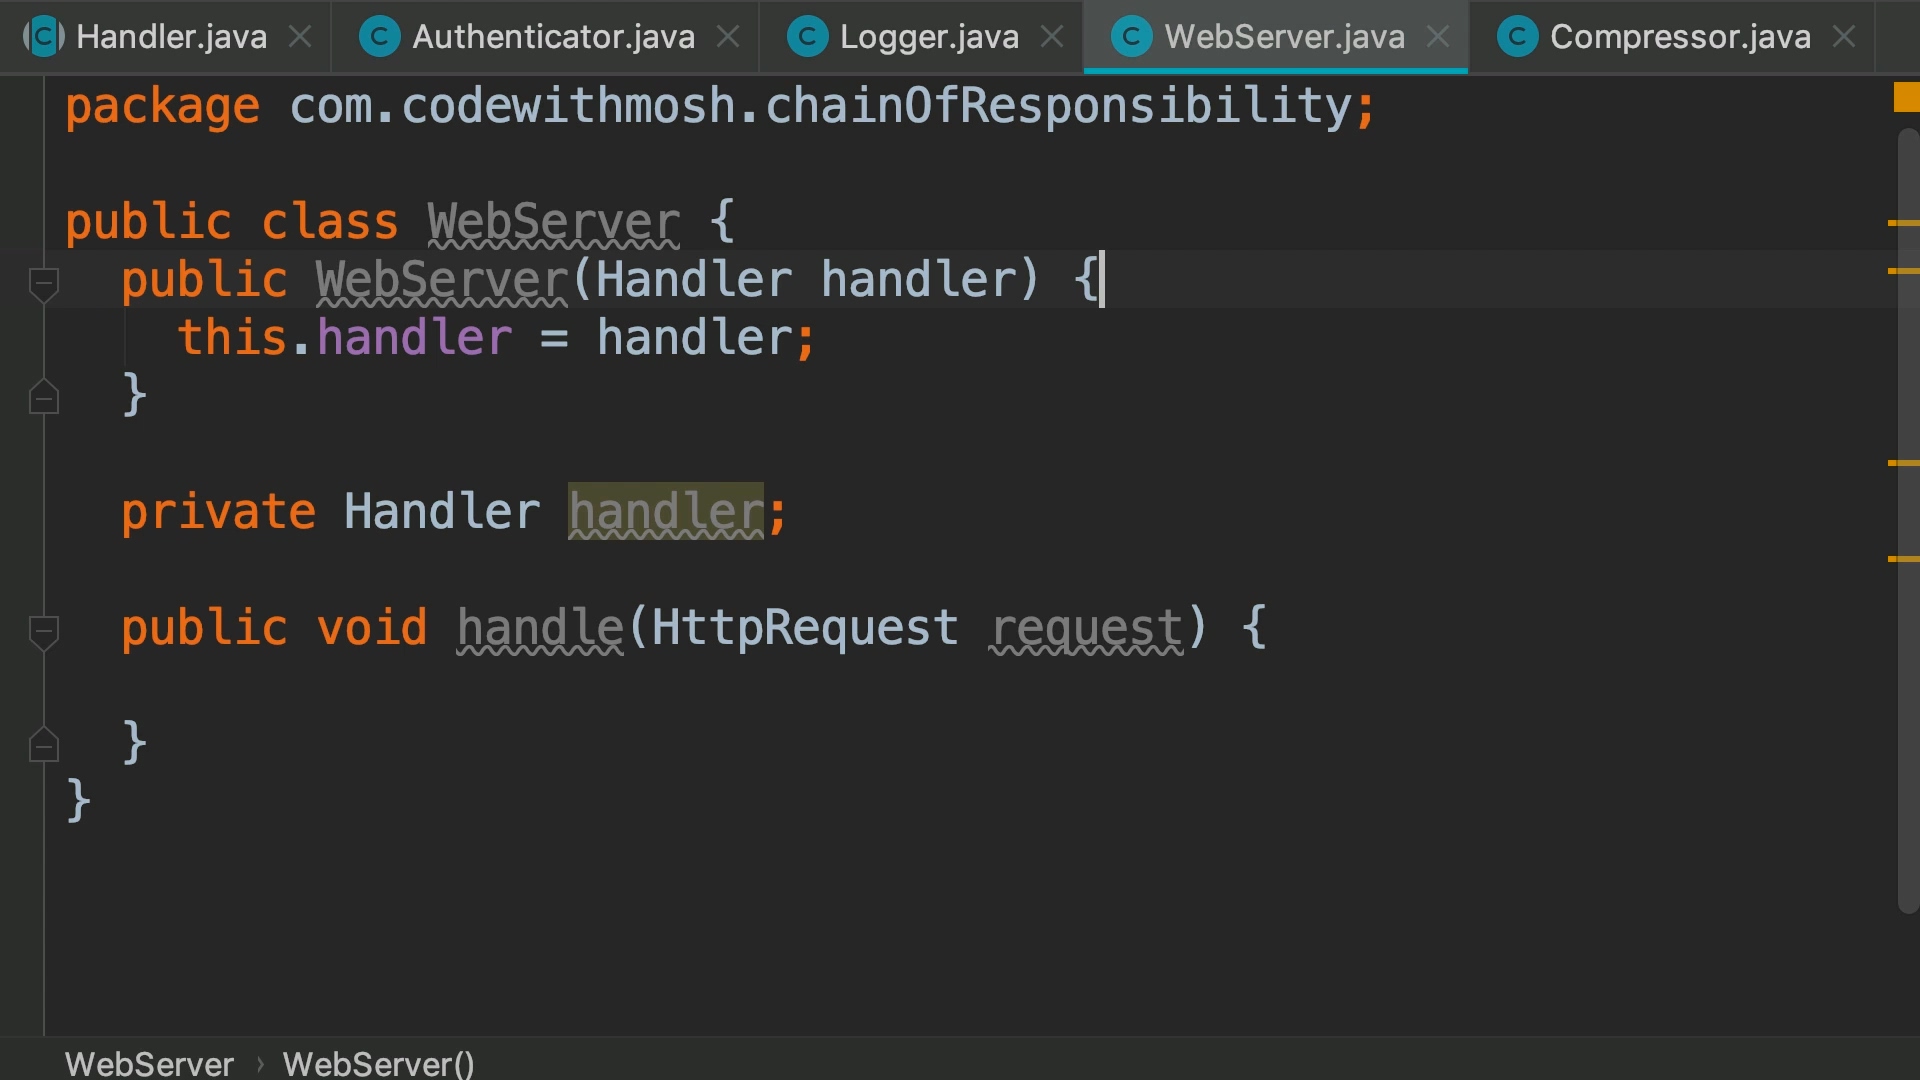 Handler.java Authenticator.java Logger.java WebServer.java Compressor.java
package com.codewithmosh.chainOfResponsibility;
public class WebServer {
public WebServer(Handler handler) {
this.handler = handler;
}
private Handler handler;
public void handle(HttpRequest request) {
}
}
WebServer › WebServer()